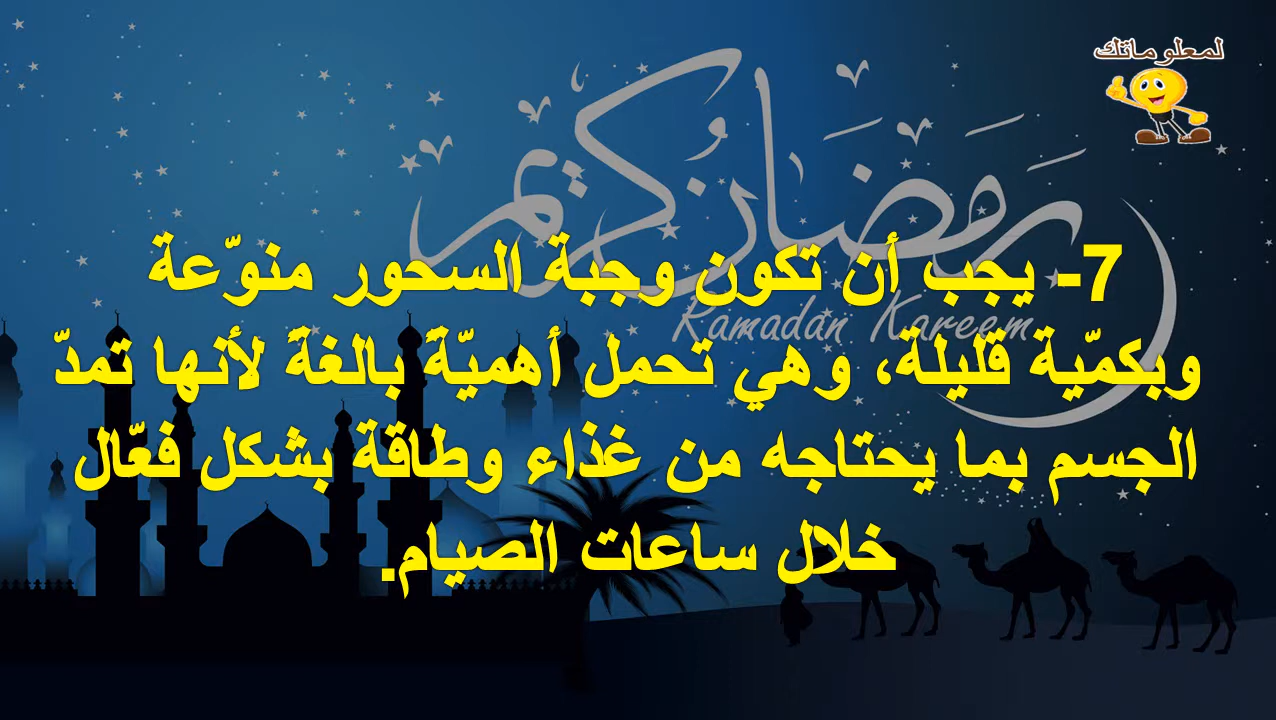 لمعلوماتك
رمضان كريم
Ramadan Kareem
7- يجب أن تكون وجبة السحور منوّعة
وبكمّية قليلة، وهي تحمل أهميّةً بالغةً لأنها تمدّ
الجسم بما يحتاجه من غذاء وطاقة بشكل فعّال
خلال ساعات الصيام.